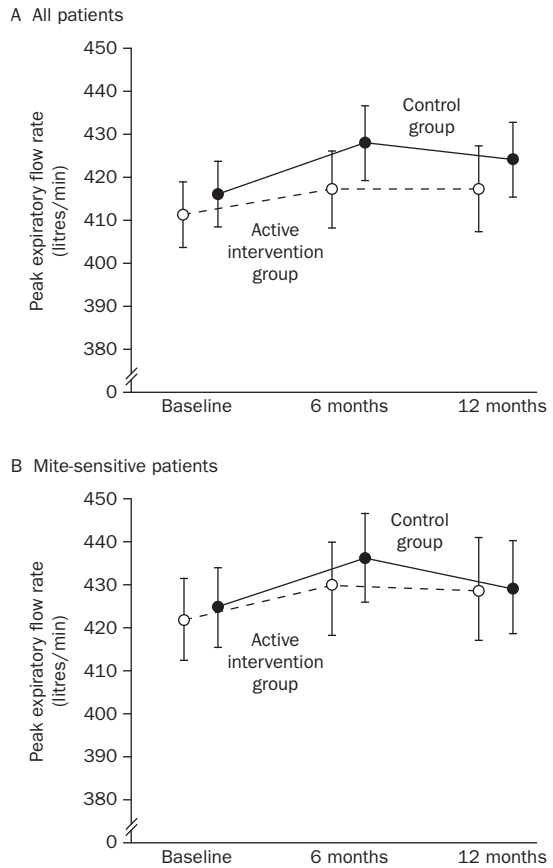 A All patients
Peak expiratory flow rate
(litres/min)
450
440
430
420
410
400
390
380
0
Control
group
Active
intervention
group
Baseline
6 months
12 months
B Mite-sensitive patients
Peak expiratory flow rate
(litres/min)
450
440
430
420
410
400
390
380
0
Control
group
Active
intervention
group
Baseline
6 months
12 months